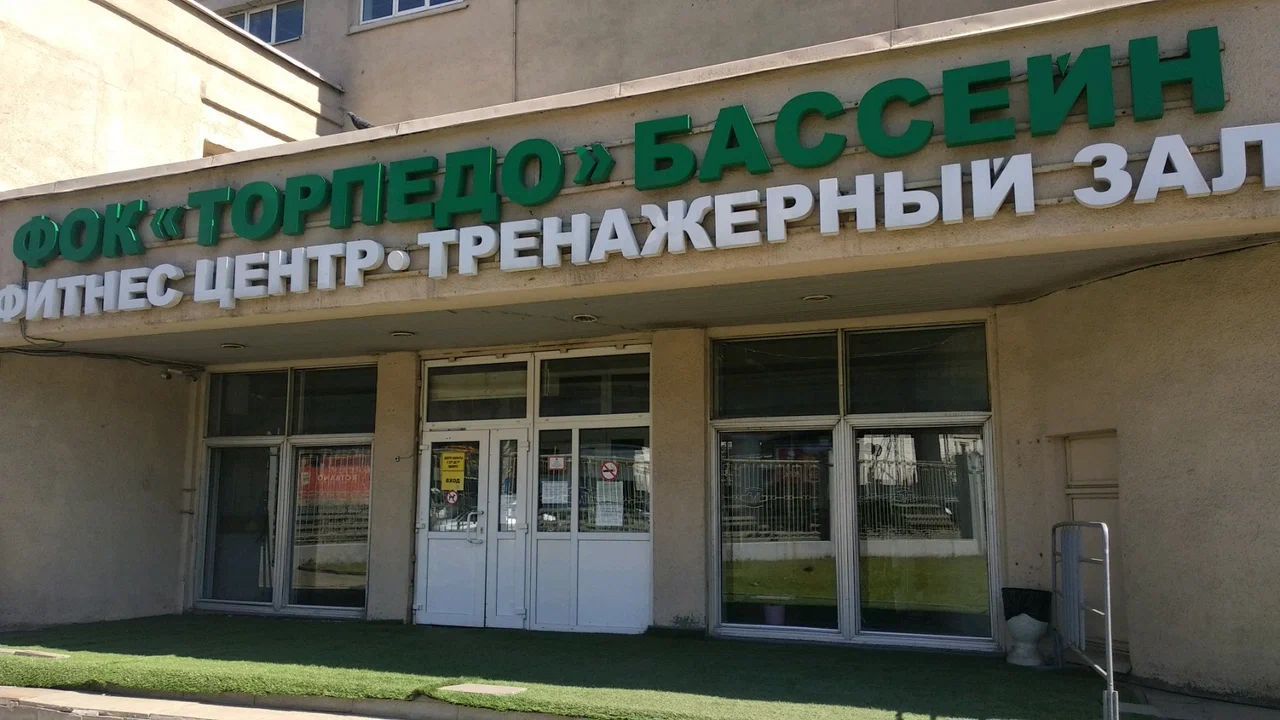 ФОК «ТОРПЕДО» БАССЕЙН
ФИТНЕС ЦЕНТР • ТРЕНАЖЕРНЫЙ ЗАЛ
ВХОД